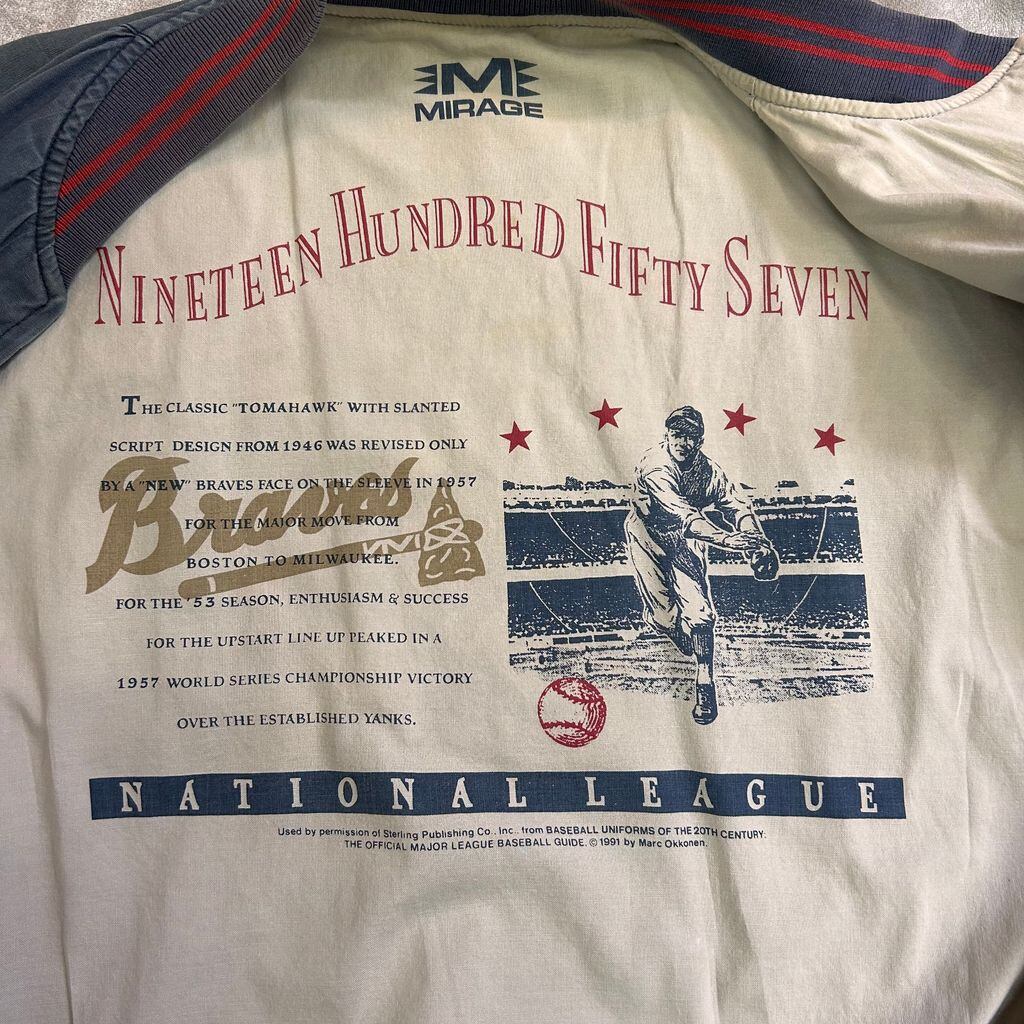 M
MIRAGE
NINETEEN HUNDRED FIFTY SEVEN
THE CLASSIC "TOMAHAWK" WITH SLANTED
SCRIPT DESIGN FROM 1946 WAS REVISED ONLY
BY A "NEW" BRAVES FACE ON THE SLEEVE IN 1957
FOR THE MAJOR MOVE FROM
BOSTON TO MILWAUKEE.
FOR THE '53 SEASON, ENTHUSIASM & SUCCESS
FOR THE UPSTART LINE UP PEAKED IN A
1957 WORLD SERIES CHAMPIONSHIP VICTORY
OVER THE ESTABLISHED YANKS.
Braves
NATIONAL LEAGUE
Used by permission of Sterling Publishing Co., Inc., from BASEBALL UNIFORMS OF THE 20TH CENTURY:
THE OFFICIAL MAJOR LEAGUE BASEBALL GUIDE. © 1991 by Marc Okkonen.